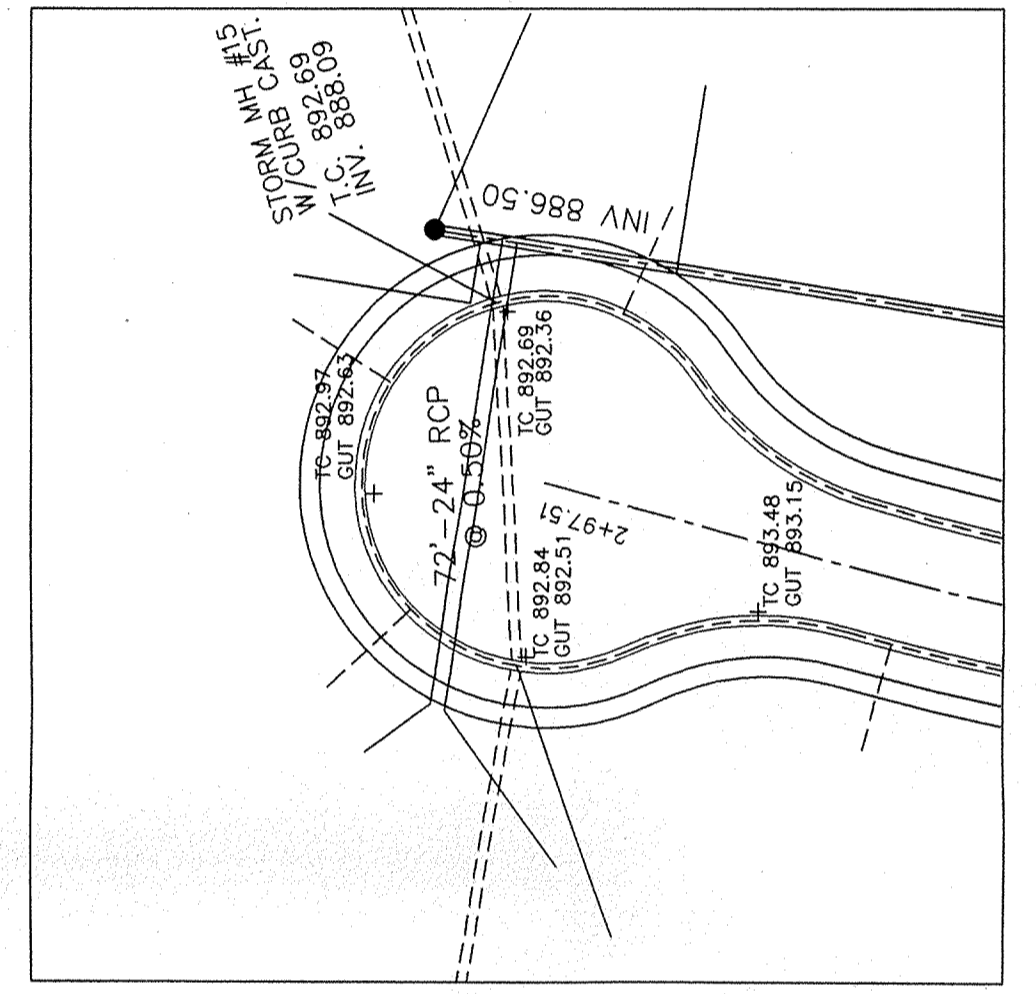 STORM MH #15
W/CURB CAST.
T.C. 892.69
INV. 888.09
INV 886.50
TC 892.97
GUT 892.63
TC 892.69
GUT 892.36
72'-24" RCP
@ 0.50%
2+97.51
TC 892.84
GUT 892.51
TC 893.48
GUT 893.15